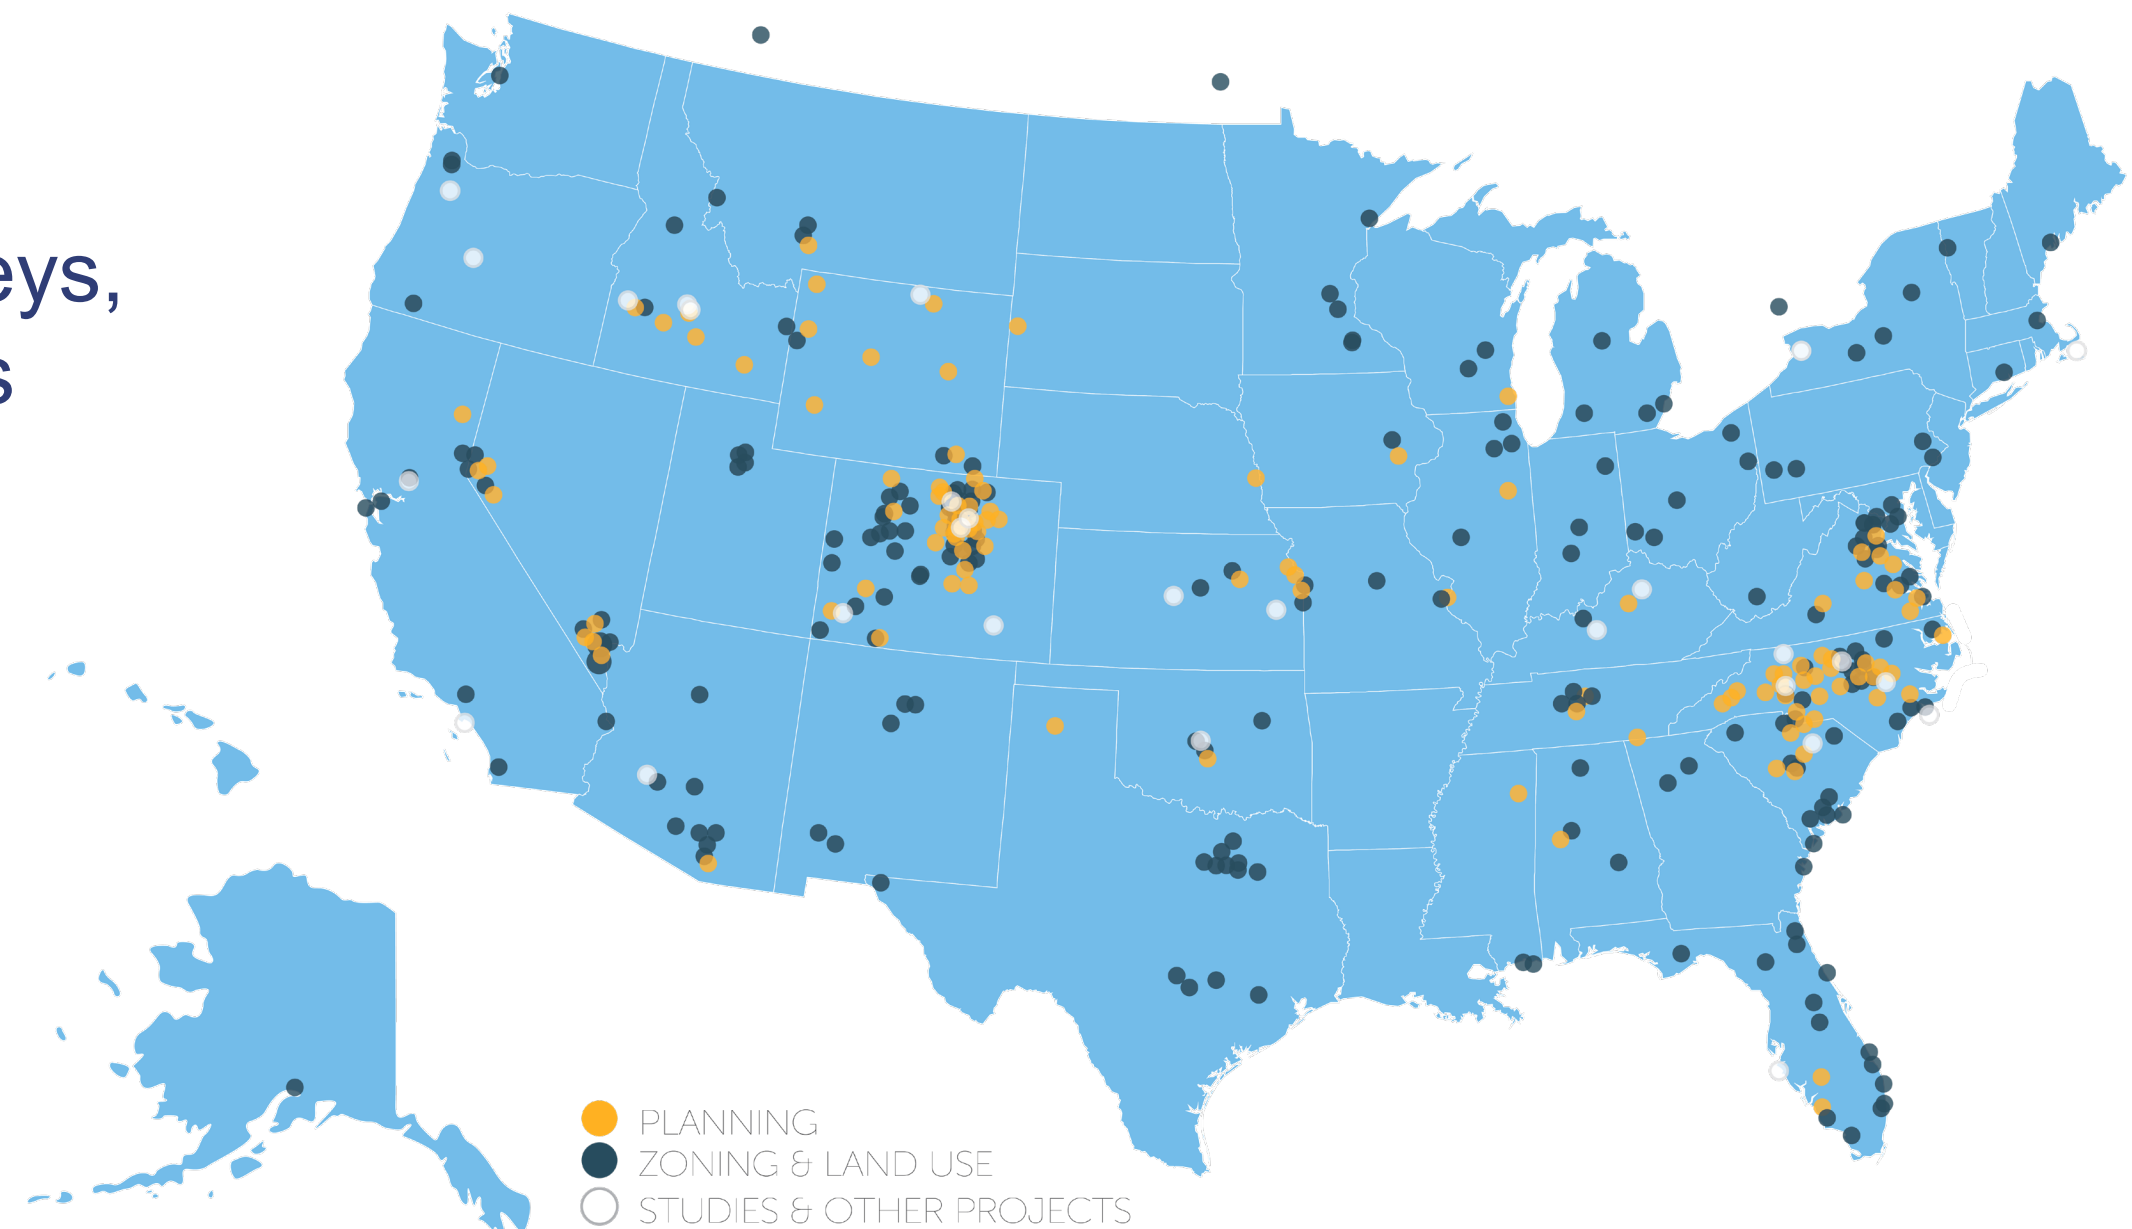 eys,
s
PLANNING
ZONING & LAND USE
STUDIES & OTHER PROJECTS